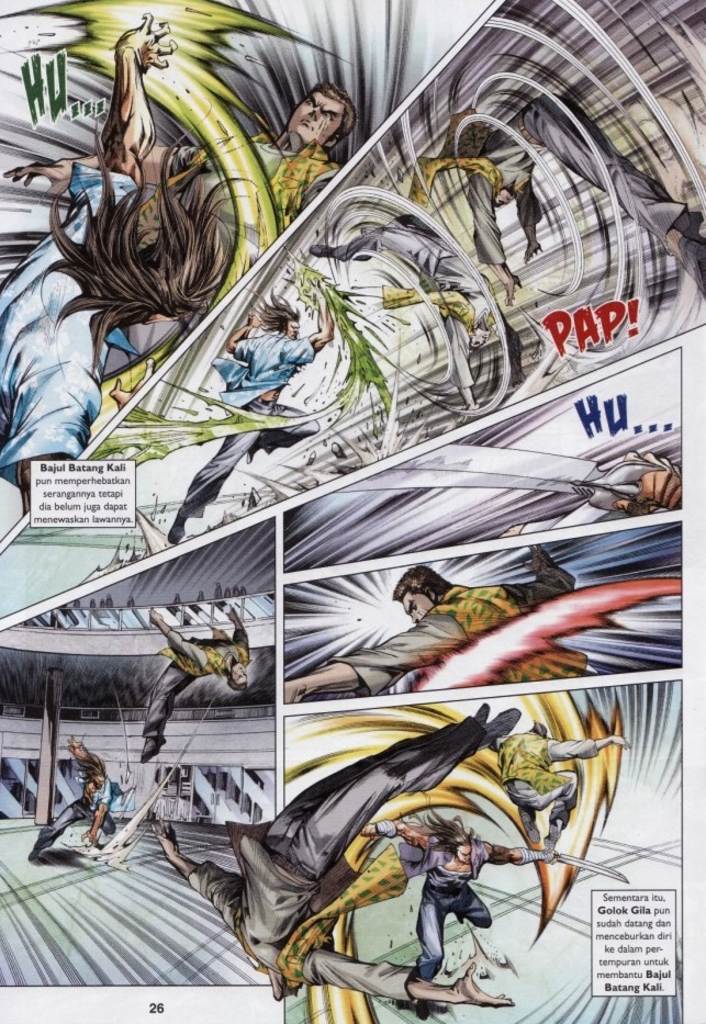 HU...
PAP!
Bajul Batang Kali
pun memperhebatkan
serangannya tetapi
dia belum juga dapat
menewaskan lawannya.
HU...
Sementara itu,
Golok Gila pun
sudah datang dan
menceburkan diri
ke dalam per-
tempuran untuk
membantu Bajul
Batang Kali.
26